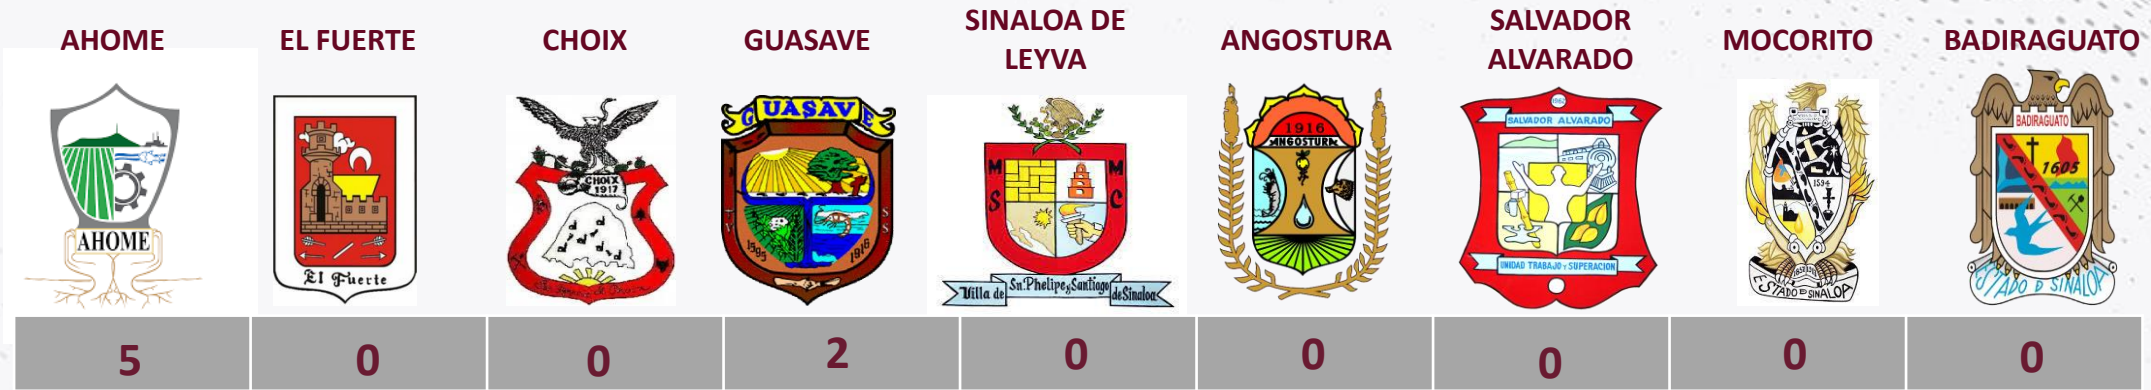 AHOME
EL FUERTE
CHOIX
GUASAVE
SINALOA DE
LEYVA
ANGOSTURA
SALVADOR
ALVARADO
MOCORITO
BADIRAGUATO
AHOME
El Fuerte
CHOIX
1917
GUASAVE
T V
S S
1595
1916
M M
S C
Villa de Sn. Phelipe y Santiago de Sinaloa
1916
ANGOSTURA
1962
SALVADOR ALVARADO
UNIDAD TRABAJO Y SUPERACION
1594
ESTADO D SINALOA
BADIRAGUATO
1605
ESTADO D SINALOA
5
0
0
2
0
0
0
0
0